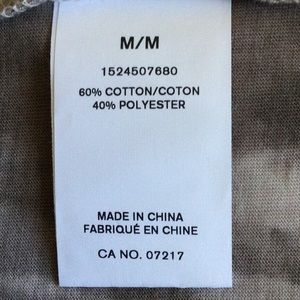 M/M
1524507680
60% COTTON/COTON
40% POLYESTER
MADE IN CHINA
FABRIQUÉ EN CHINE
CA NO. 07217